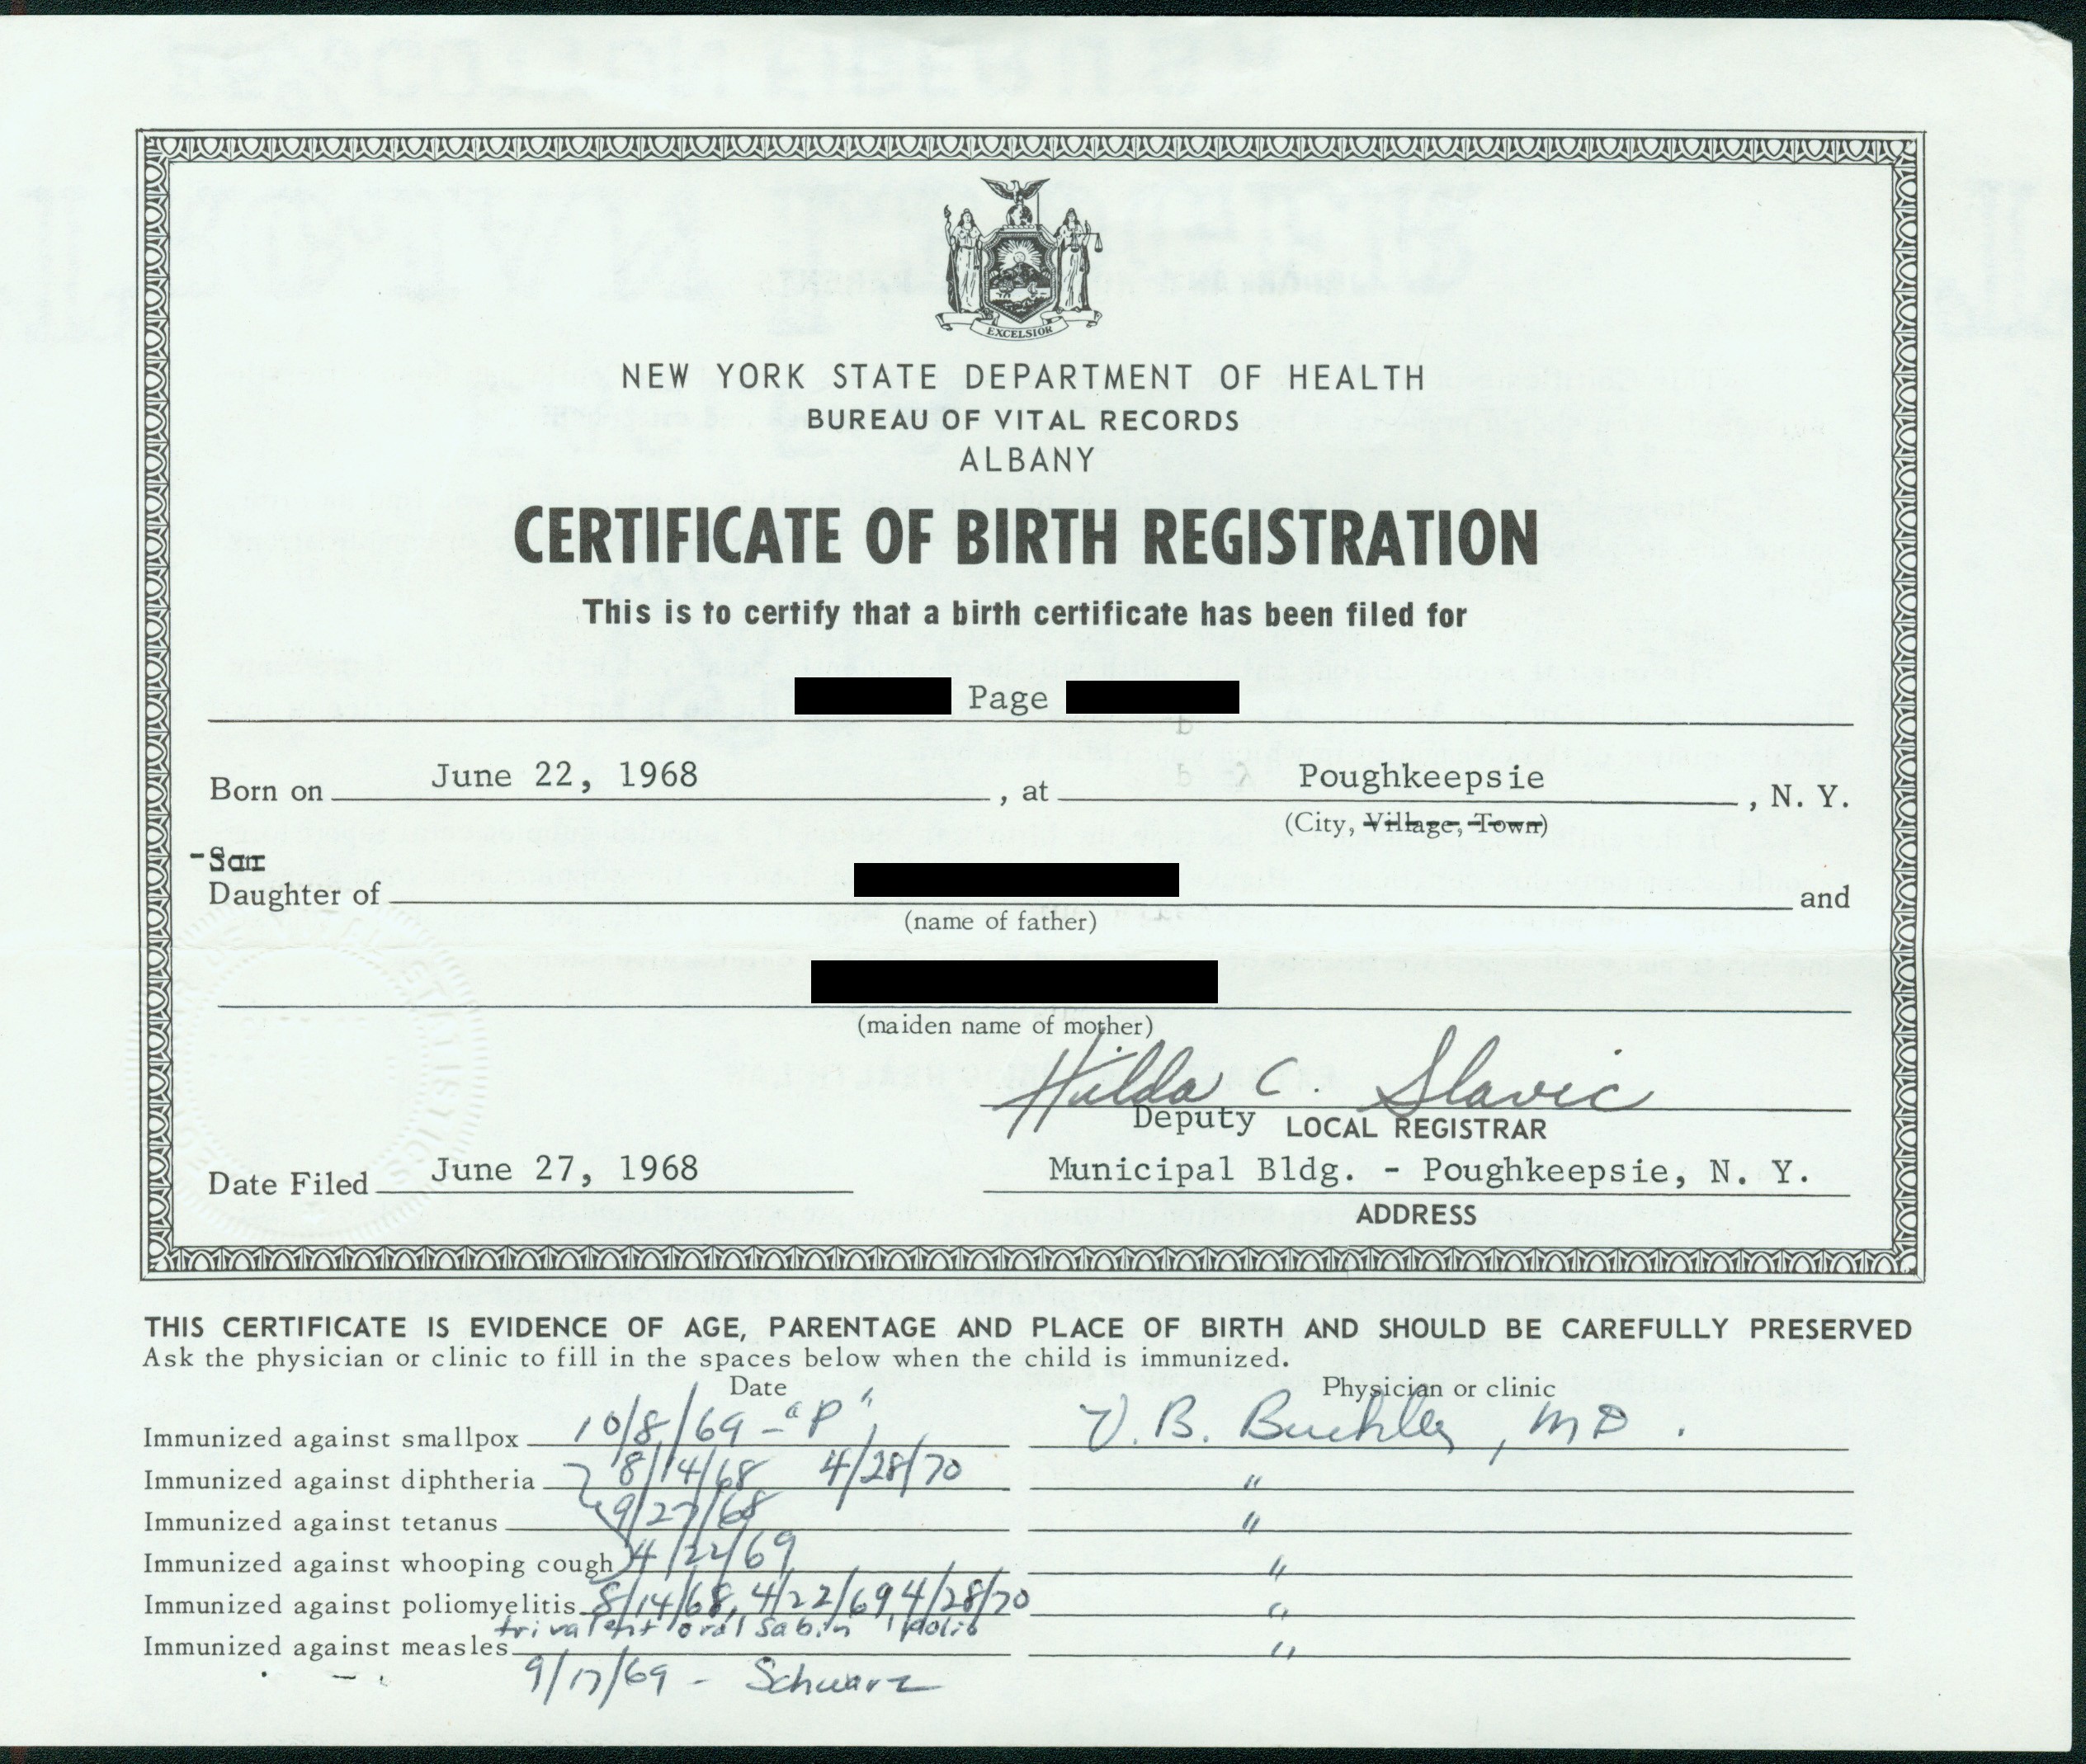 EXCELSIOR
NEW YORK STATE DEPARTMENT OF HEALTH
BUREAU OF VITAL RECORDS
ALBANY
CERTIFICATE OF BIRTH REGISTRATION
This is to certify that a birth certificate has been filed for
Page
Born on June 22, 1968, at Poughkeepsie, N. Y.
(City, Village, Town)
Son
Daughter of and
(name of father)
(maiden name of mother)
Hilda C. Slavic
Deputy LOCAL REGISTRAR
Date Filed June 27, 1968 Municipal Bldg. - Poughkeepsie, N. Y.
ADDRESS
THIS CERTIFICATE IS EVIDENCE OF AGE, PARENTAGE AND PLACE OF BIRTH AND SHOULD BE CAREFULLY PRESERVED
Ask the physician or clinic to fill in the spaces below when the child is immunized.
Date Physician or clinic
Immunized against smallpox 10/8/69 - "P" V. B. Buchley, MD.
Immunized against diphtheria 8/14/68 4/28/70 "
Immunized against tetanus 9/27/68 "
Immunized against whooping cough 4/22/69 "
Immunized against poliomyelitis 8/14/68, 4/22/69 4/28/70 "
trivalent oral Sabin polio
Immunized against measles "
9/17/69 - Schwarz